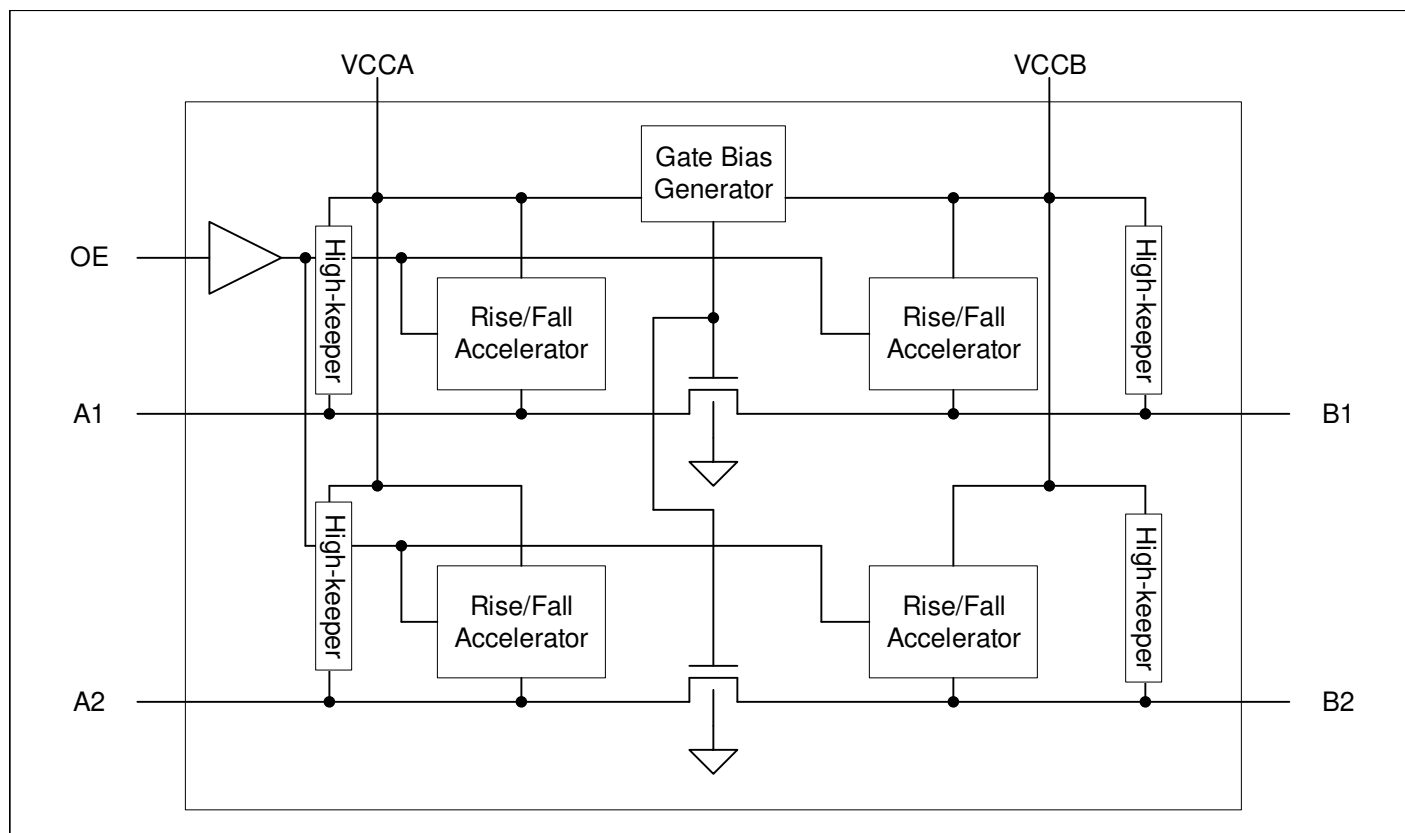 VCCA
VCCB
Gate Bias
Generator
OE
High-keeper
Rise/Fall
Accelerator
Rise/Fall
Accelerator
High-keeper
A1
B1
High-keeper
Rise/Fall
Accelerator
Rise/Fall
Accelerator
High-keeper
A2
B2